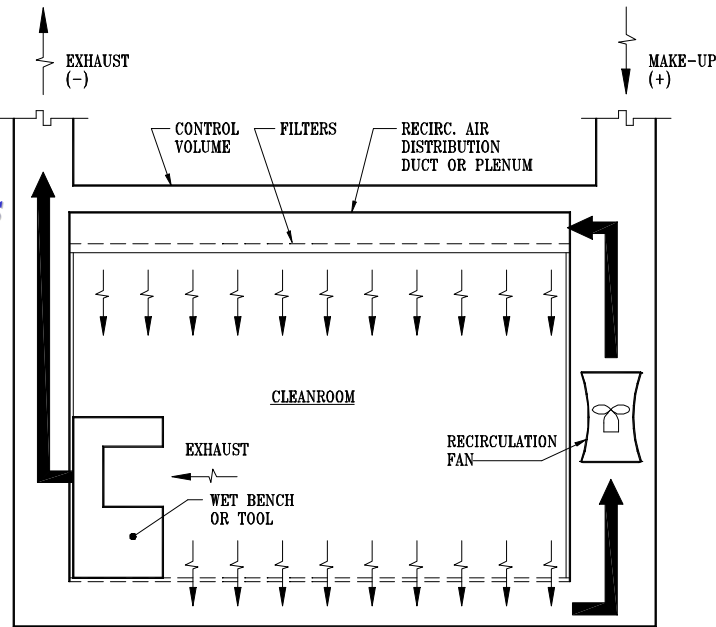 EXHAUST
(-)
MAKE-UP
(+)
CONTROL
VOLUME
FILTERS
RECIRC. AIR
DISTRIBUTION
DUCT OR PLENUM
CLEANROOM
EXHAUST
RECIRCULATION
FAN
WET BENCH
OR TOOL